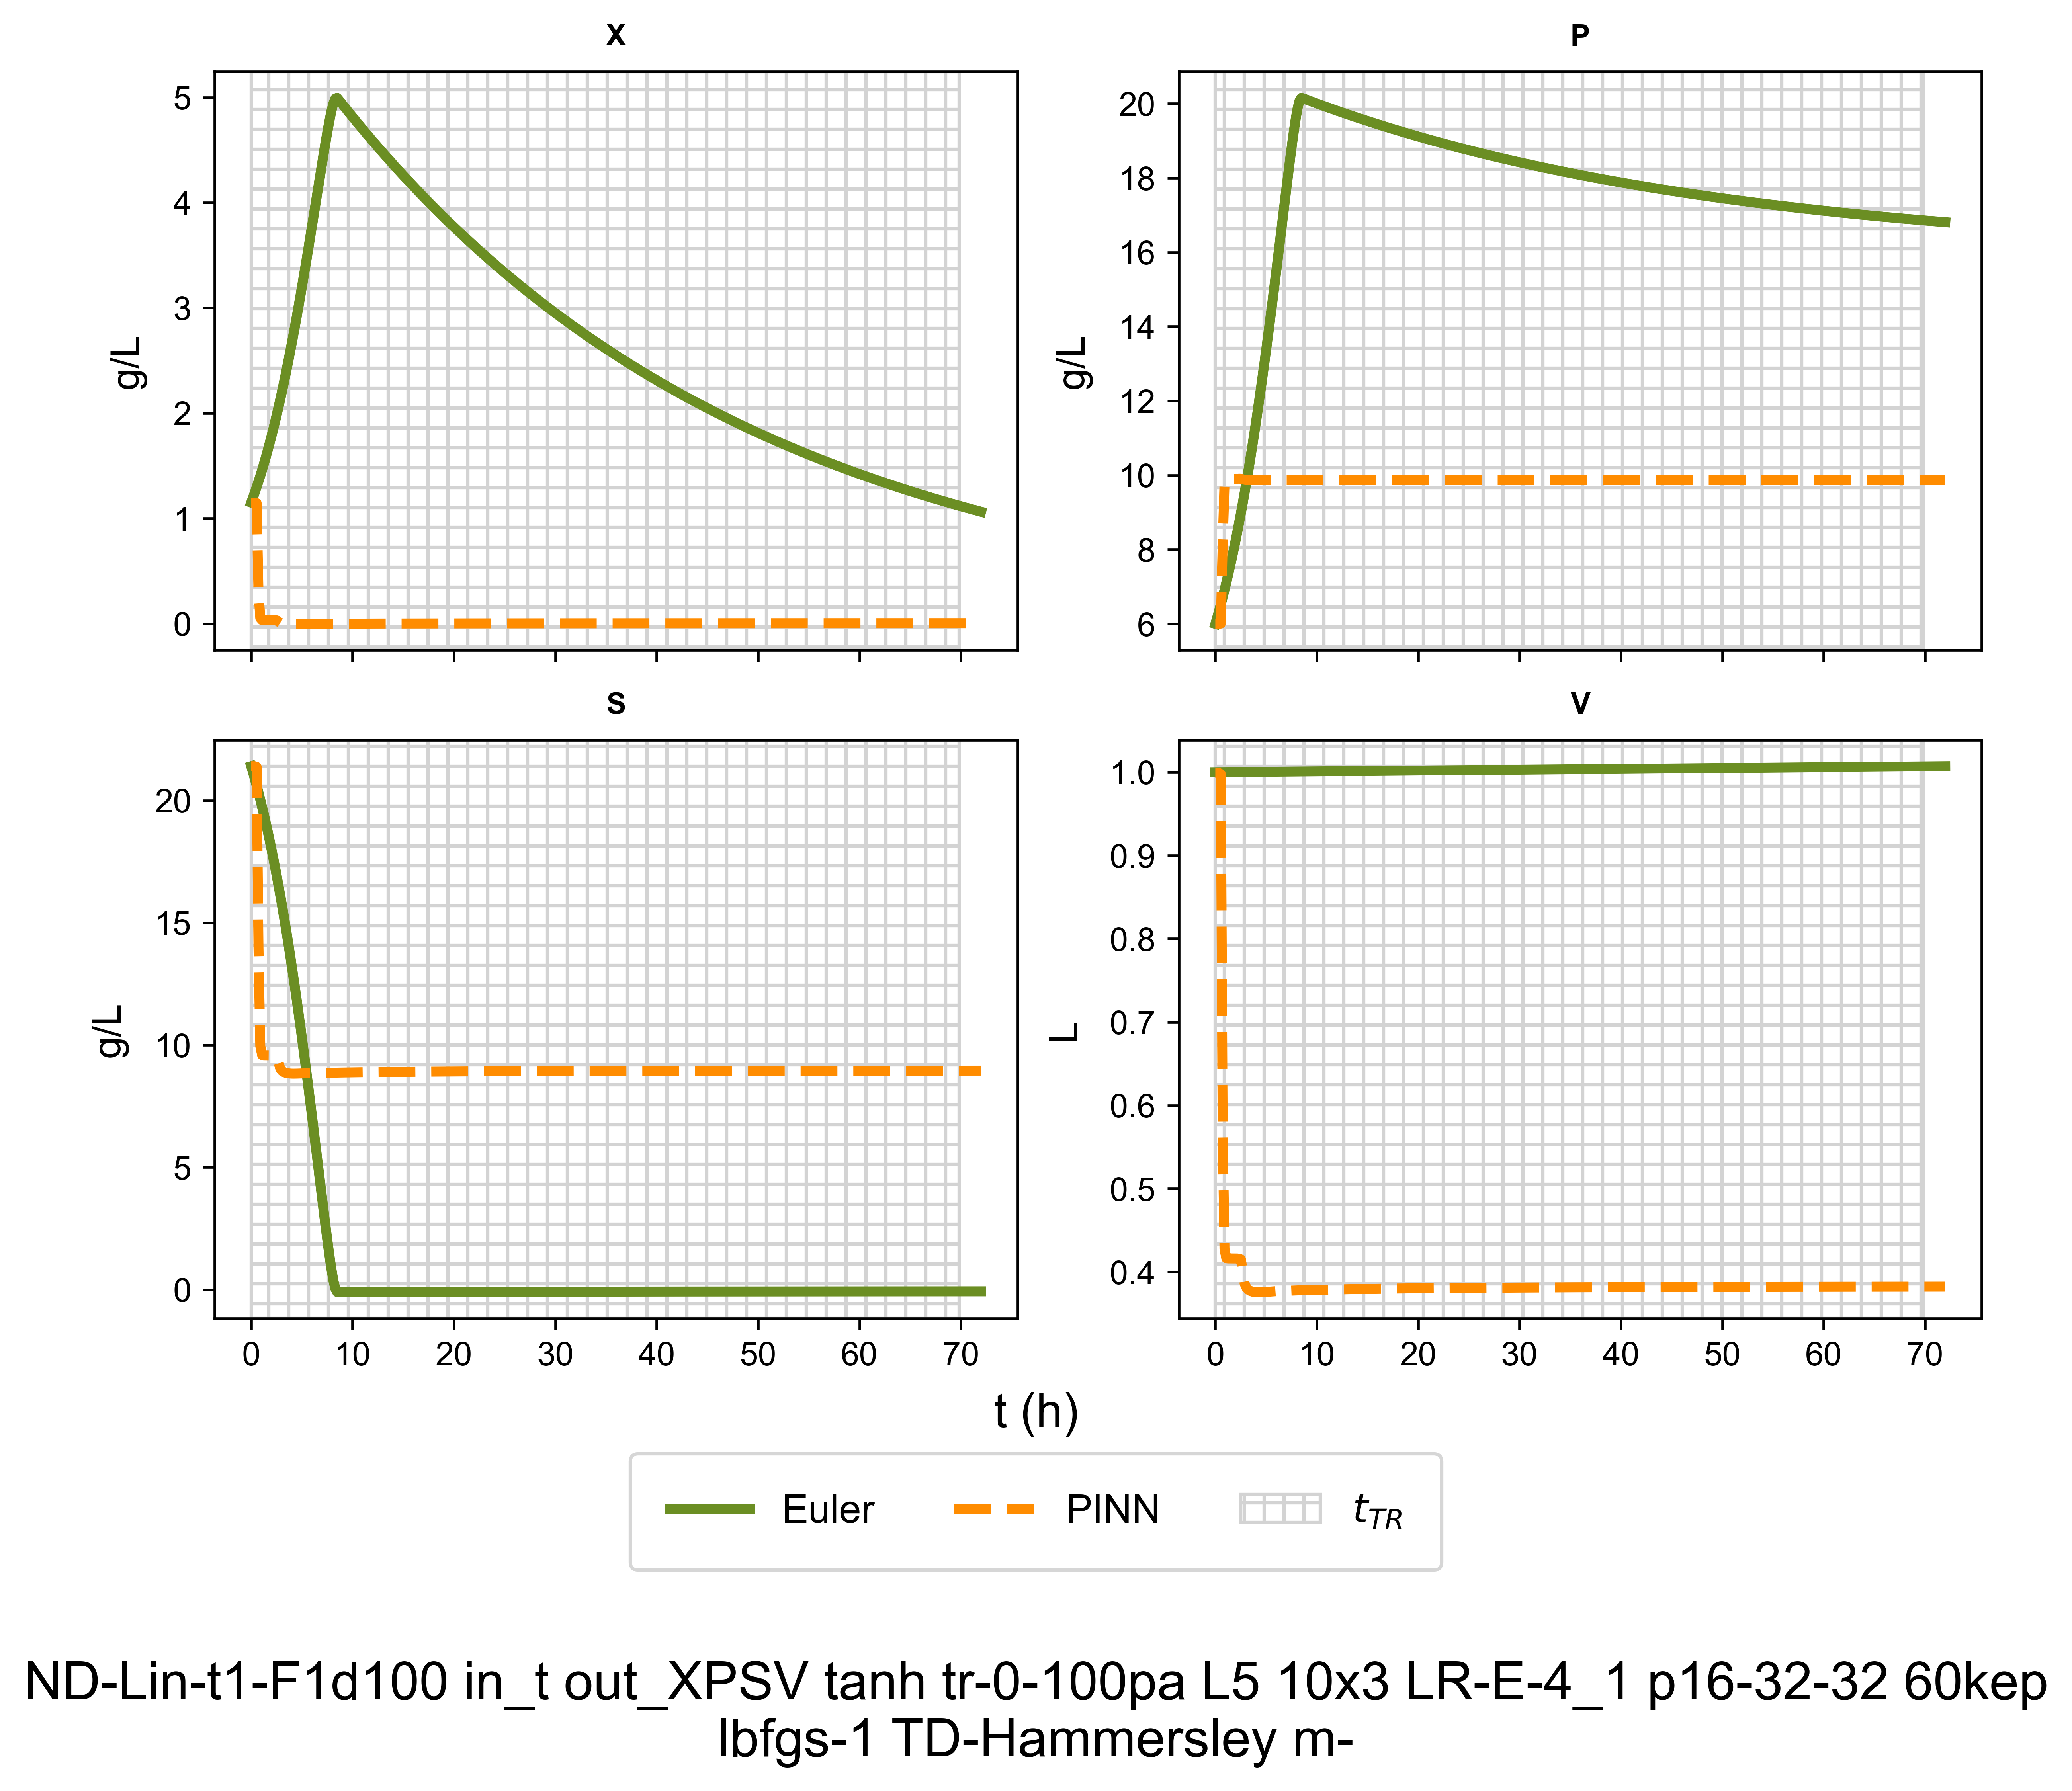 X
P
5
4
3
2
1
0
g/L
20
18
16
14
12
10
8
6
g/L
S
V
20
15
10
5
0
g/L
0 10 20 30 40 50 60 70
1.0
0.9
0.8
0.7
0.6
0.5
0.4
L
0 10 20 30 40 50 60 70
t (h)
Euler PINN t_{TR}
ND-Lin-t1-F1d100 in_t out_XPSV tanh tr-0-100pa L5 10x3 LR-E-4_1 p16-32-32 60kep
lbfgs-1 TD-Hammersley m-